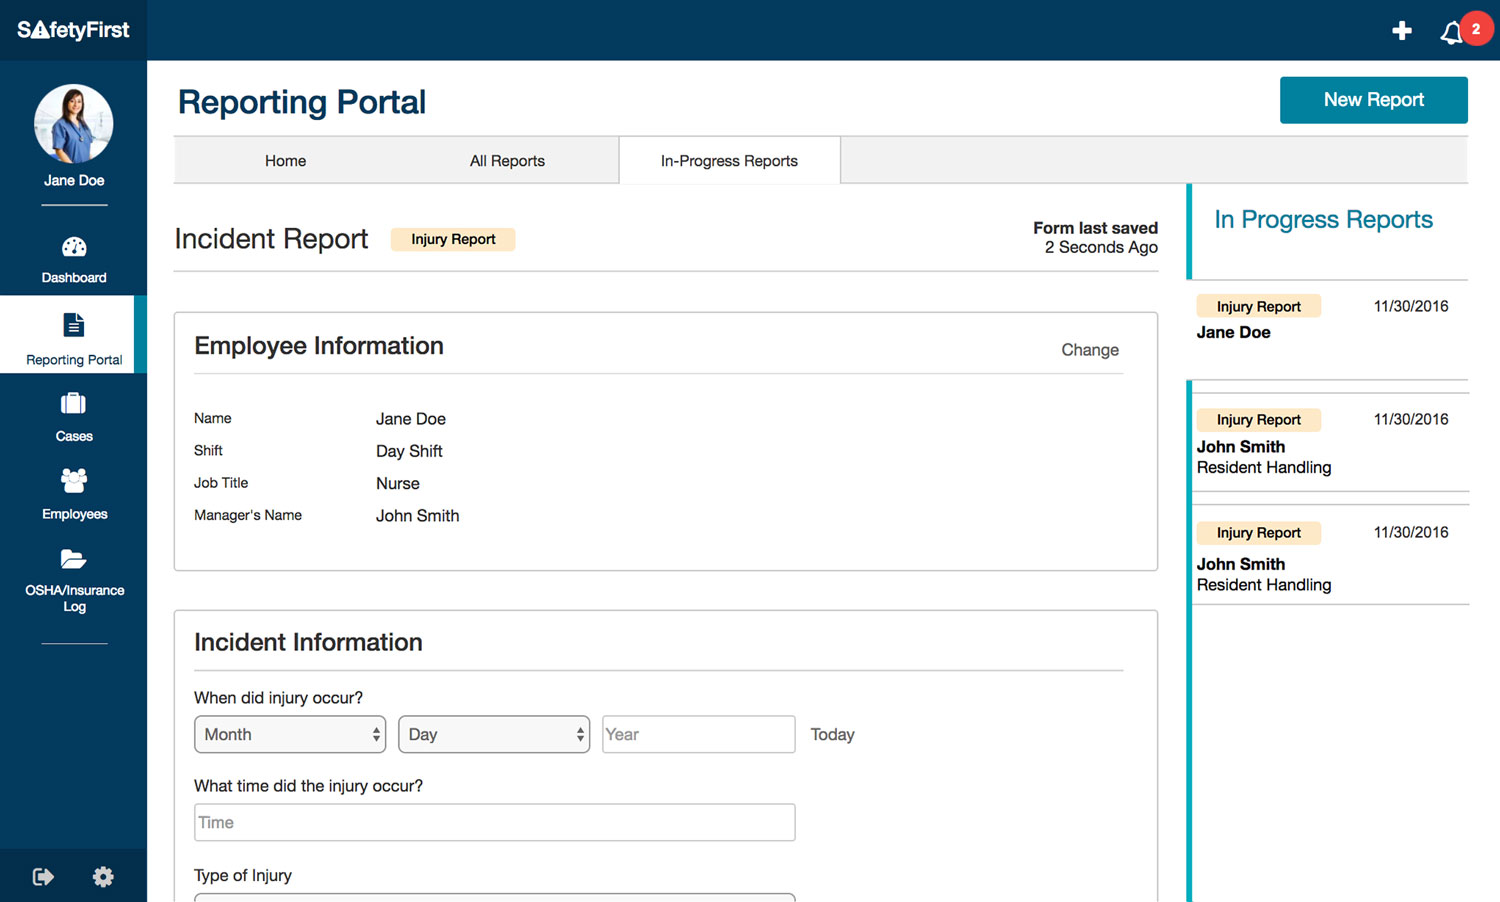 SAfetyFirst
2
Jane Doe
Dashboard
Reporting Portal
Cases
Employees
OSHA/Insurance
Log
Reporting Portal
New Report
Home
All Reports
In-Progress Reports
Incident Report
Injury Report
Form last saved
2 Seconds Ago
Employee Information
Change
Name
Jane Doe
Shift
Day Shift
Job Title
Nurse
Manager's Name
John Smith
Incident Information
When did injury occur?
Month
Day
Year
Today
What time did the injury occur?
Time
Type of Injury
In Progress Reports
Injury Report
11/30/2016
Jane Doe
Injury Report
11/30/2016
John Smith
Resident Handling
Injury Report
11/30/2016
John Smith
Resident Handling